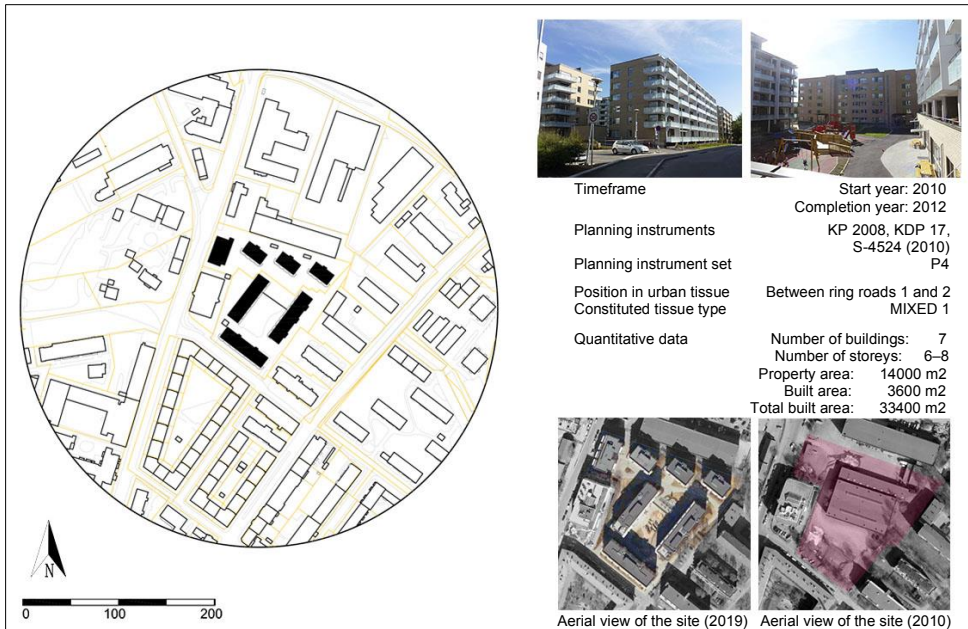 Timeframe Start year: 2010
Completion year: 2012
Planning instruments KP 2008, KDP 17,
S-4524 (2010)
Planning instrument set P4
Position in urban tissue Between ring roads 1 and 2
Constituted tissue type MIXED 1
Quantitative data Number of buildings: 7
Number of storeys: 6–8
Property area: 14000 m2
Built area: 3600 m2
Total built area: 33400 m2
N
0 100 200
Aerial view of the site (2019) Aerial view of the site (2010)